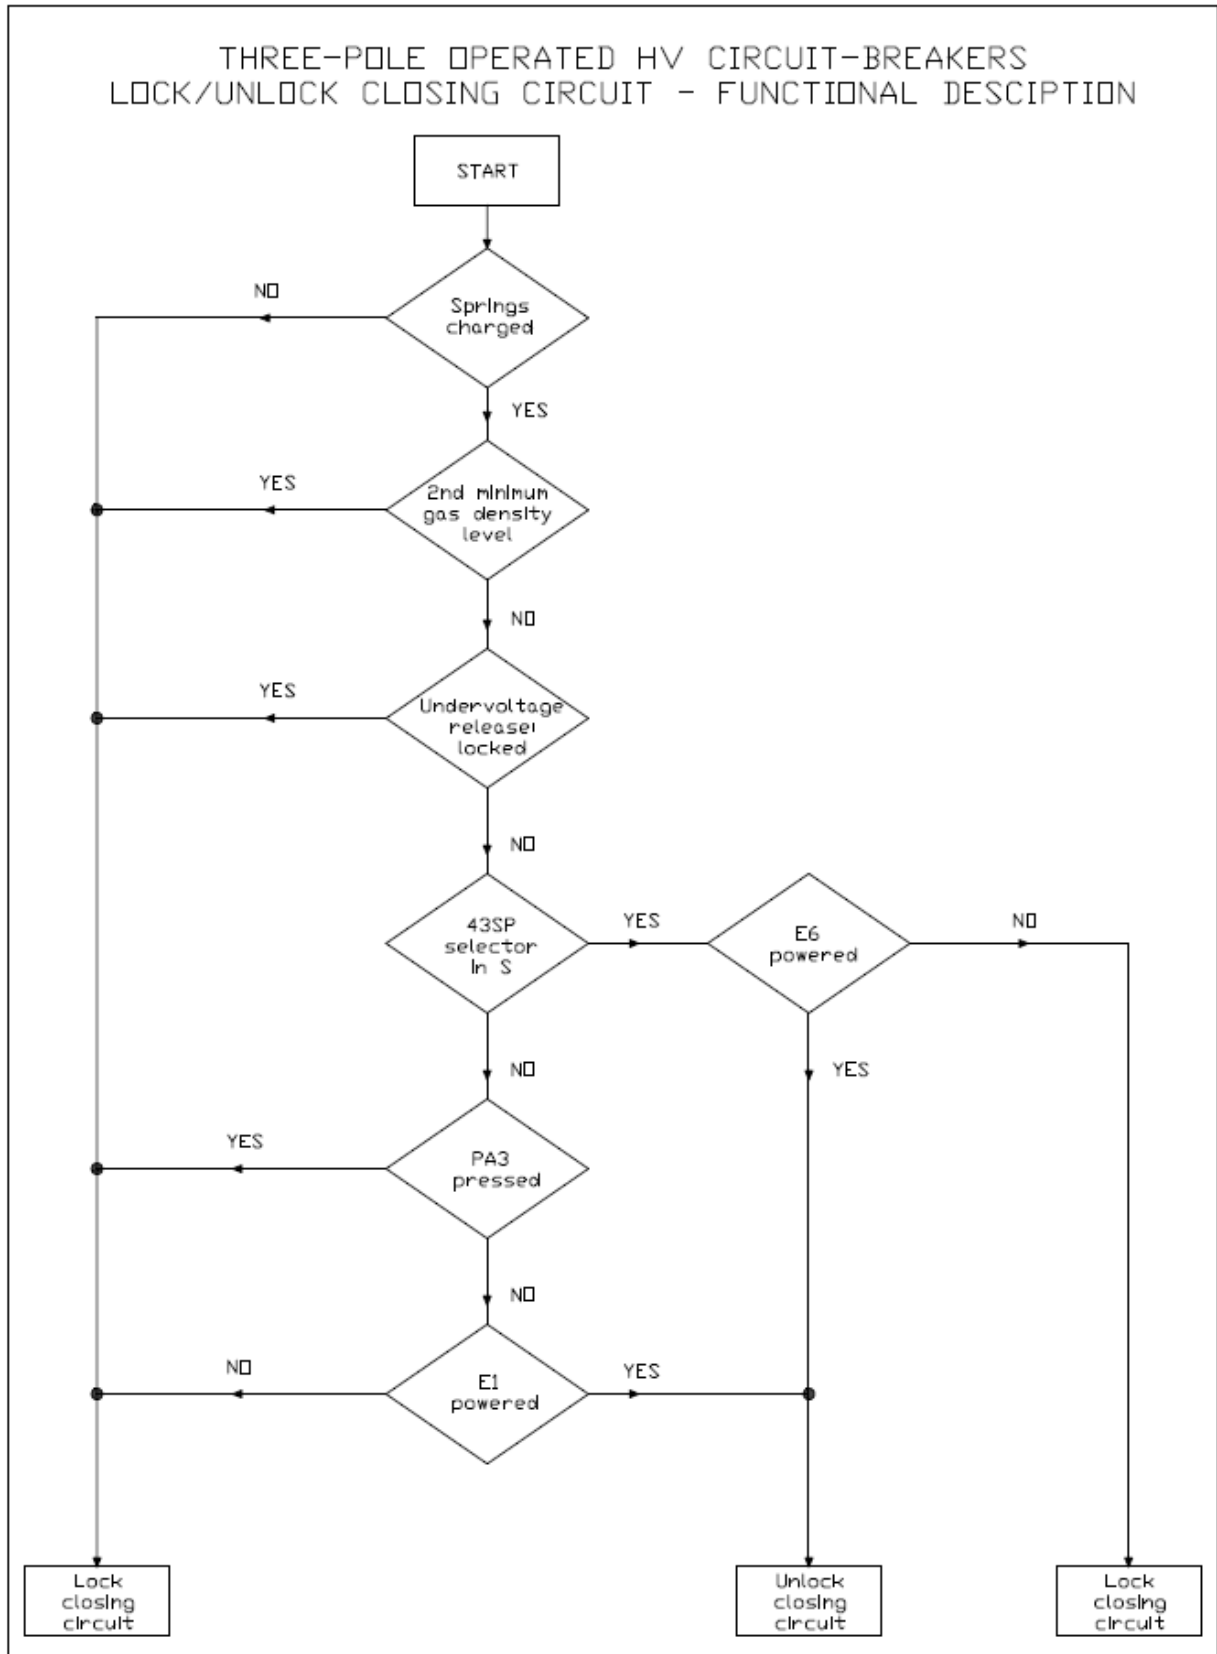 THREE-POLE OPERATED HV CIRCUIT-BREAKERS
LOCK/UNLOCK CLOSING CIRCUIT - FUNCTIONAL DESCIPTION
START
NO
Springs
charged
YES
YES
2nd minimum
gas density
level
NO
YES
Undervoltage
release:
locked
NO
43SP
selector
in S
YES
E6
powered
NO
NO
YES
YES
PA3
pressed
NO
NO
E1
powered
YES
Lock
closing
circuit
Unlock
closing
circuit
Lock
closing
circuit